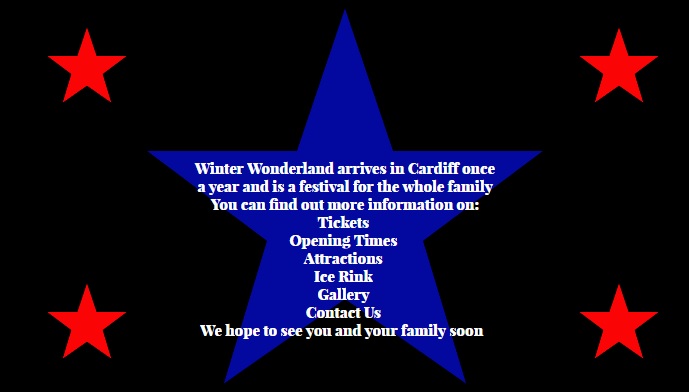 Winter Wonderland arrives in Cardiff once
a year and is a festival for the whole family
You can find out more information on:
Tickets
Opening Times
Attractions
Ice Rink
Gallery
Contact Us
We hope to see you and your family soon